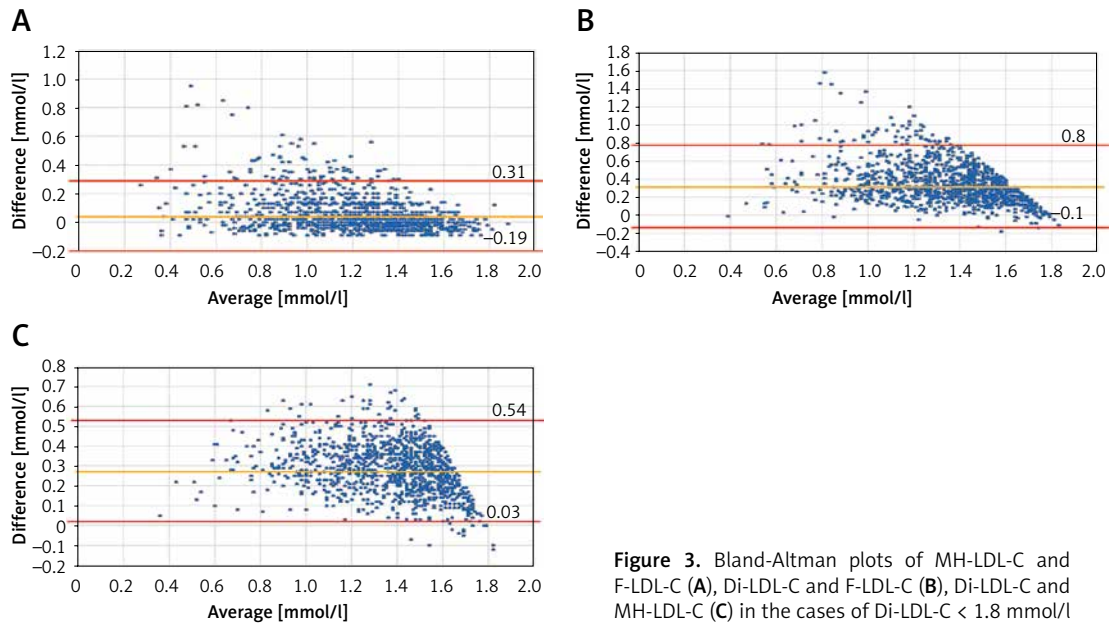 A
Difference [mmol/l]
1.2
1.0
0.8
0.6
0.4
0.2
0
–0.2
0.31
–0.19
0 0.2 0.4 0.6 0.8 1.0 1.2 1.4 1.6 1.8 2.0
Average [mmol/l]
B
Difference [mmol/l]
1.8
1.6
1.4
1.2
1.0
0.8
0.6
0.4
0.2
0
–0.2
–0.4
0.8
–0.1
0 0.2 0.4 0.6 0.8 1.0 1.2 1.4 1.6 1.8 2.0
Average [mmol/l]
C
Difference [mmol/l]
0.8
0.7
0.6
0.5
0.4
0.3
0.2
0.1
0
–0.1
–0.2
0.54
0.03
0 0.2 0.4 0.6 0.8 1.0 1.2 1.4 1.6 1.8 2.0
Average [mmol/l]
Figure 3. Bland-Altman plots of MH-LDL-C and
F-LDL-C (A), Di-LDL-C and F-LDL-C (B), Di-LDL-C and
MH-LDL-C (C) in the cases of Di-LDL-C < 1.8 mmol/l